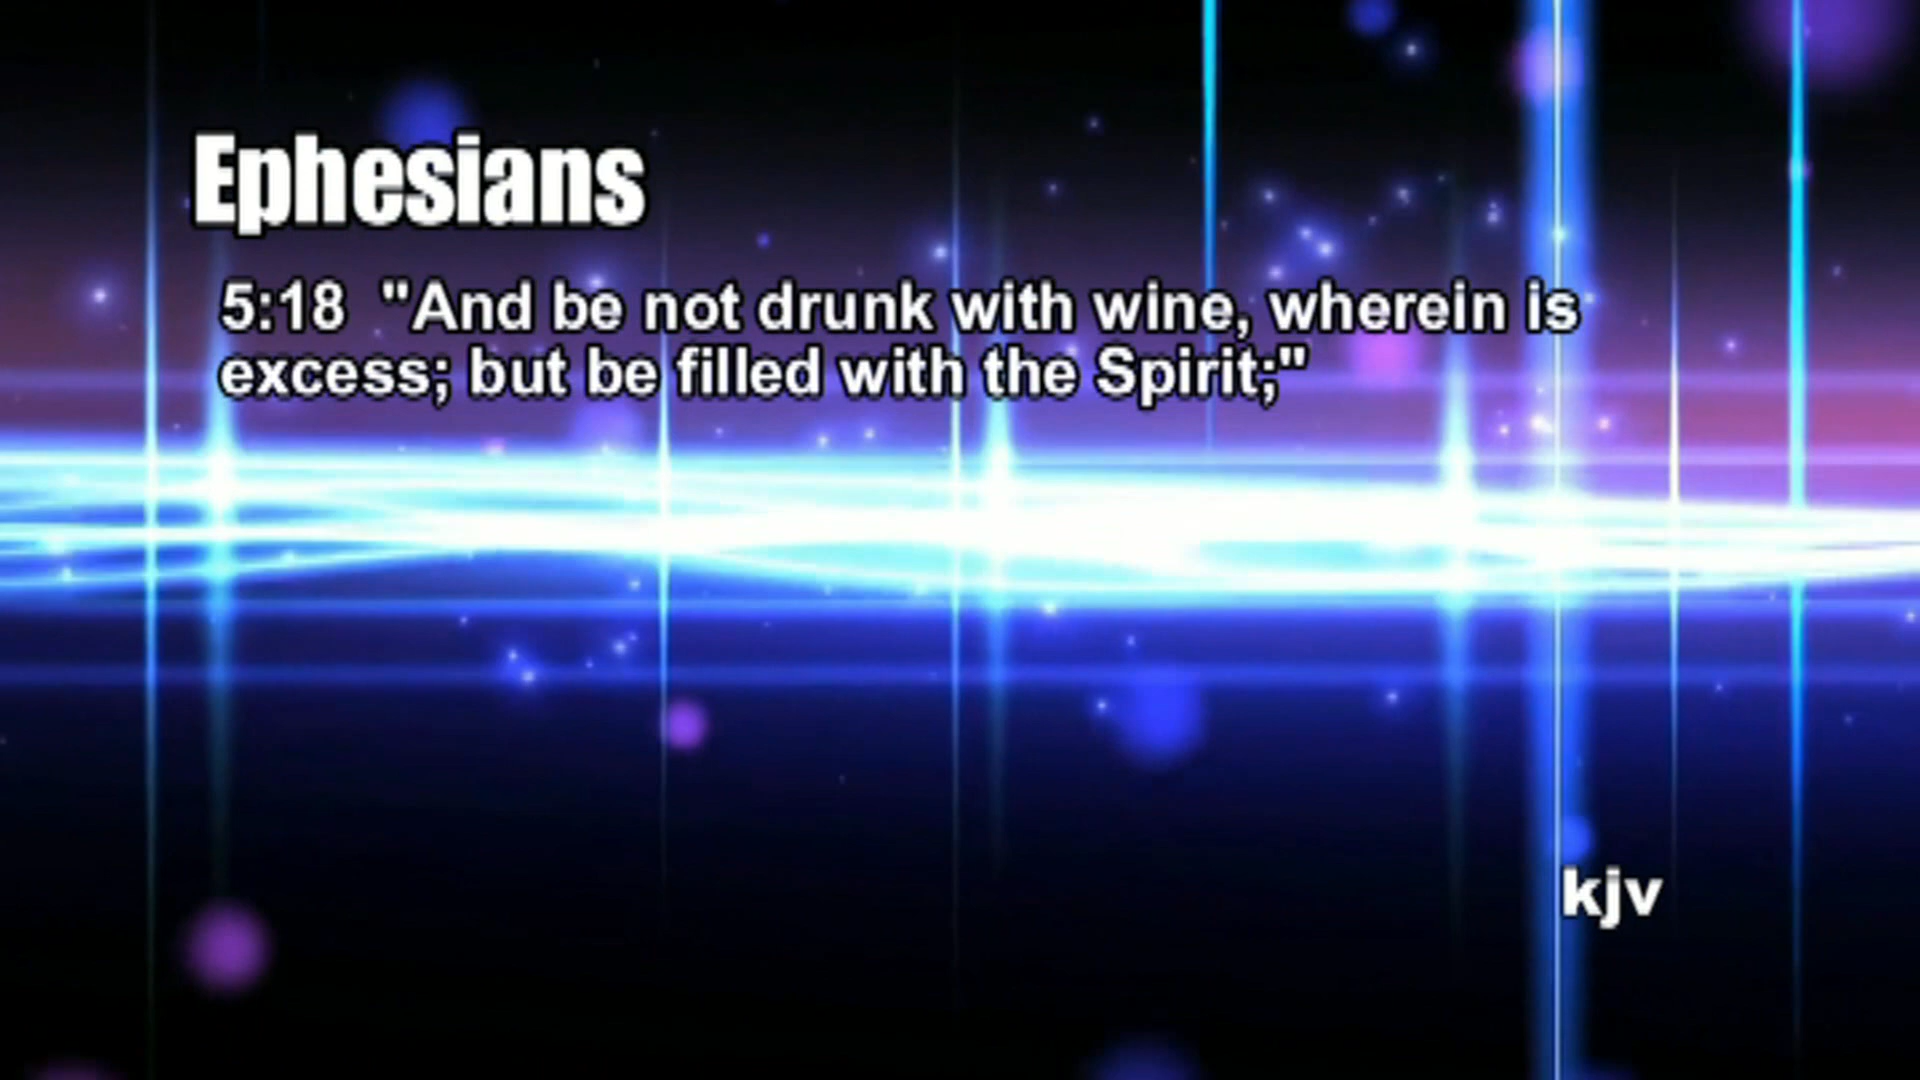 Ephesians
5:18 "And be not drunk with wine, wherein is
excess; but be filled with the Spirit;"
kjv